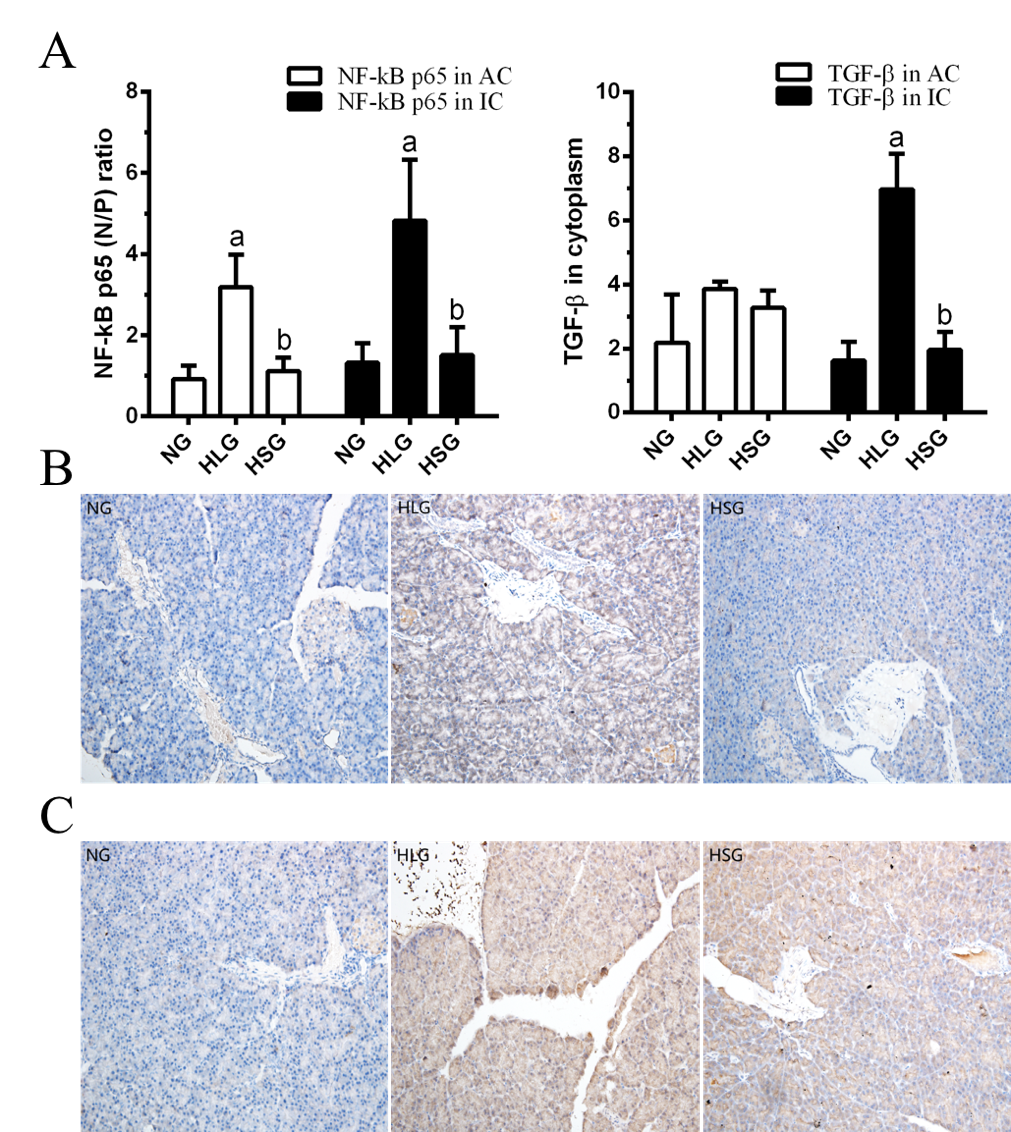 A
NF-kB p65 in AC
NF-kB p65 in IC
NF-kB p65 (N/P) ratio
8
6
4
2
0
a
b
a
b
NG
HLG
HSG
NG
HLG
HSG
TGF-β in AC
TGF-β in IC
TGF-β in cytoplasm
10
8
6
4
2
0
a
b
NG
HLG
HSG
NG
HLG
HSG
B
NG
HLG
HSG
C
NG
HLG
HSG